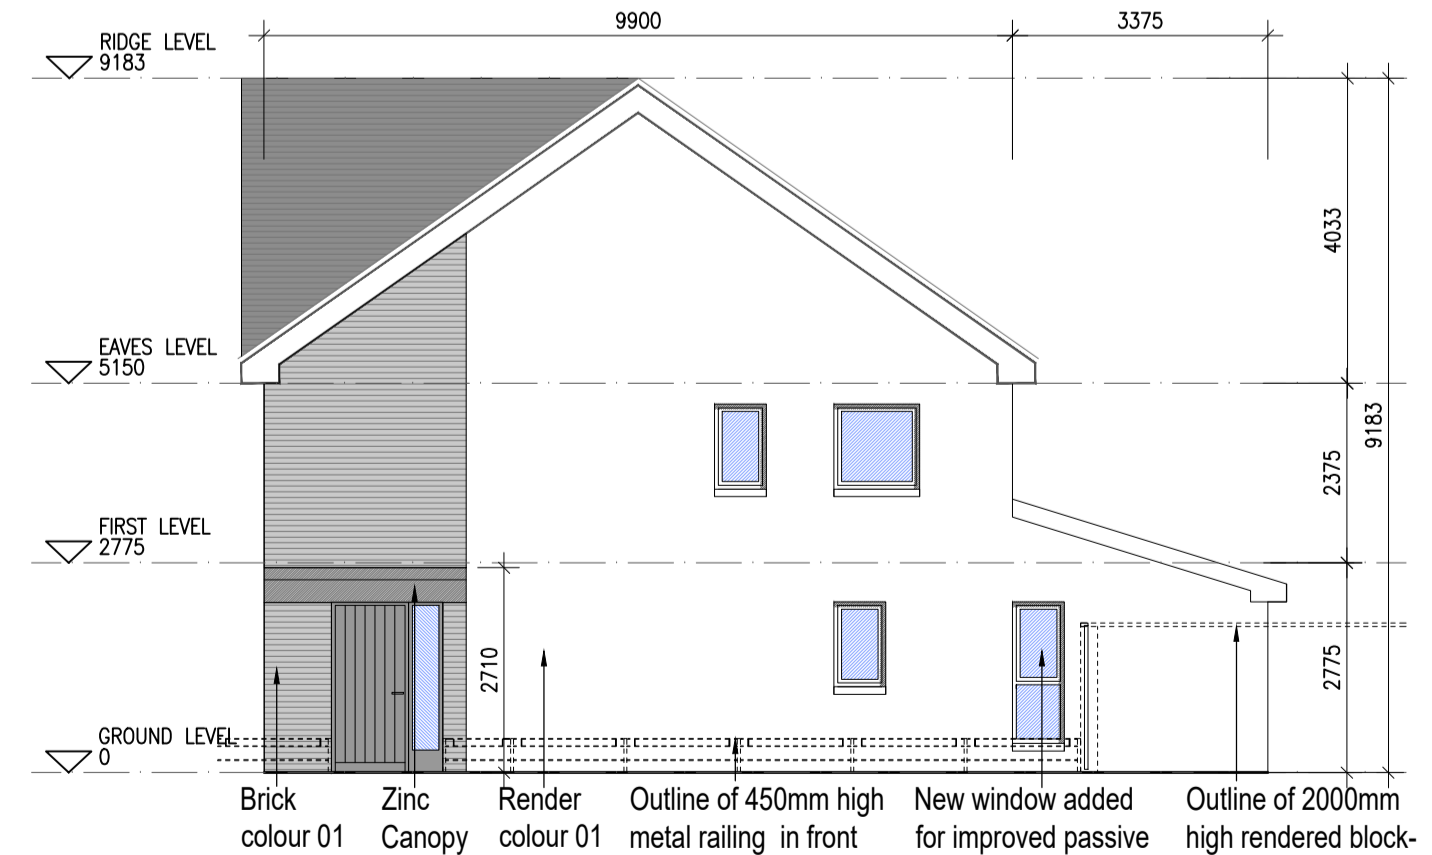 9900
3375
RIDGE LEVEL
9183
4033
EAVES LEVEL
5150
9183
2375
FIRST LEVEL
2775
2710
2775
GROUND LEVEL
0
Brick
colour 01
Zinc
Canopy
Render
colour 01
Outline of 450mm high
metal railing in front
New window added
for improved passive
Outline of 2000mm
high rendered block-